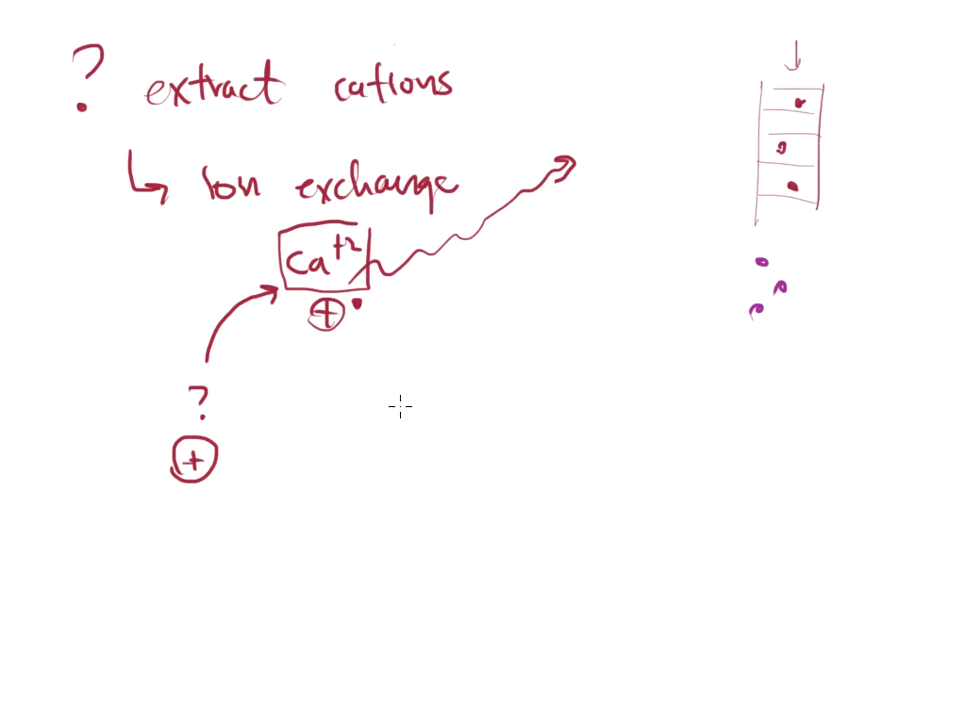 ? extract cations
Ion exchange
Ca+2
+
?
+